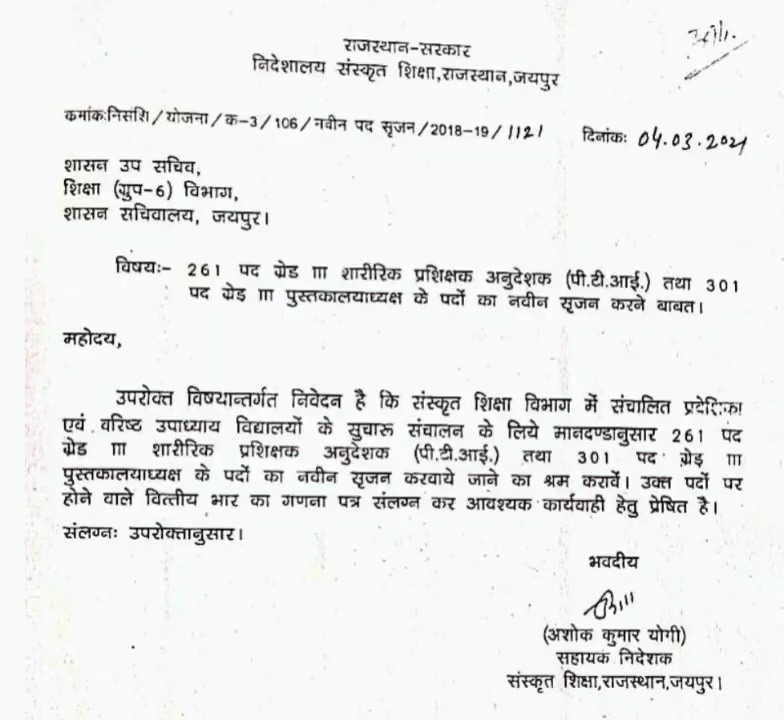 राजस्थान-सरकार
निदेशालय संस्कृत शिक्षा,राजस्थान,जयपुर
कमांकःनिसंशि/योजना/क-3/106/नवीन पद सृजन/2018-19/1121
दिनांकः 04.03.2021
शासन उप सचिव,
शिक्षा (ग्रुप-6) विभाग,
शासन सचिवालय, जयपुर।
विषयः- 261 पद ग्रेड III शारीरिक प्रशिक्षक अनुदेशक (पी.टी.आई.) तथा 301
पद ग्रेड III पुस्तकालयाध्यक्ष के पदों का नवीन सृजन करने बाबत।
महोदय,
उपरोक्त विषयान्तर्गत निवेदन है कि संस्कृत शिक्षा विभाग में संचालित प्रवेशिका
एवं वरिष्ठ उपाध्याय विद्यालयों के सुचारू संचालन के लिये मानदण्डानुसार 261 पद
ग्रेड III शारीरिक प्रशिक्षक अनुदेशक (पी.टी.आई.) तथा 301 पद ग्रेड III
पुस्तकालयाध्यक्ष के पदों का नवीन सृजन करवाये जाने का श्रम करावें। उक्त पदों पर
होने वाले वित्तीय भार का गणना पत्र संलग्न कर आवश्यक कार्यवाही हेतु प्रेषित है।
संलग्नः उपरोक्तानुसार।
भवदीय
(अशोक कुमार योगी)
सहायक निदेशक
संस्कृत शिक्षा,राजस्थान,जयपुर।